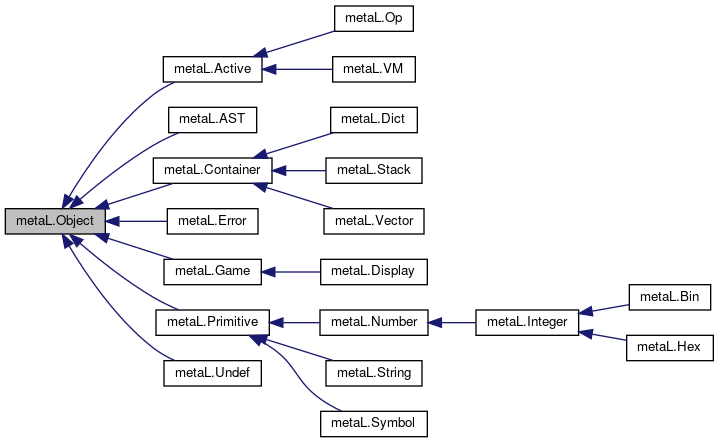 metaL.Op
metaL.Active
metaL.VM
metaL.AST
metaL.Dict
metaL.Container
metaL.Stack
metaL.Object
metaL.Error
metaL.Vector
metaL.Game
metaL.Display
metaL.Bin
metaL.Primitive
metaL.Number
metaL.Integer
metaL.Hex
metaL.Undef
metaL.String
metaL.Symbol